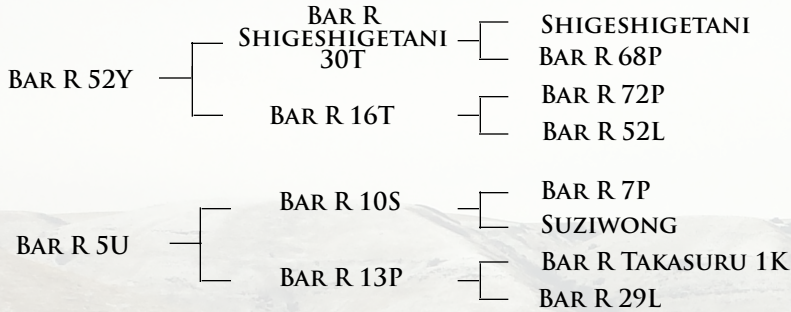 Bar R
Shigeshigetani
30T
Shigeshigetani
Bar R 68P
Bar R 52Y
Bar R 16T
Bar R 72P
Bar R 52L
Bar R 10S
Bar R 7P
Suziwong
Bar R 5U
Bar R 13P
Bar R Takasuru 1K
Bar R 29L